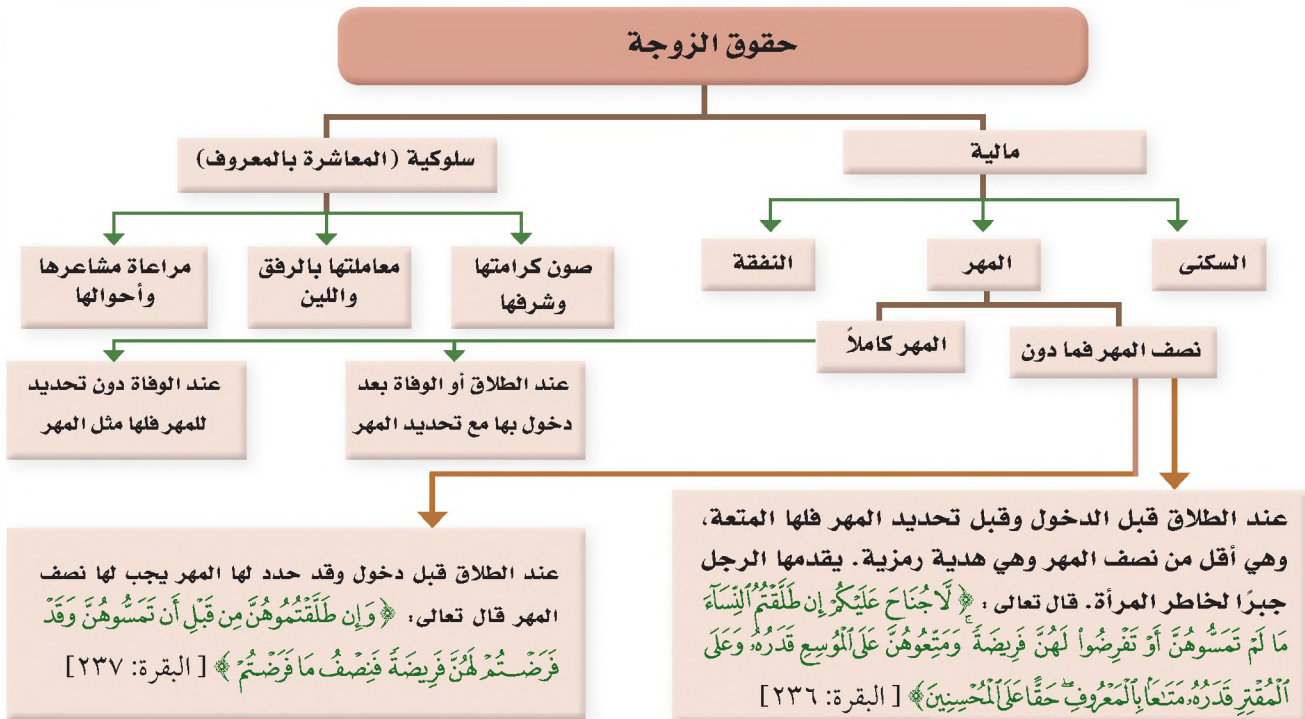 حقوق الزوجة
مالية
سلوكية (المعاشرة بالمعروف)
السكنى
المهر
النفقة
صون كرامتها
وشرفها
معاملتها بالرفق
واللين
مراعاة مشاعرها
وأحوالها
نصف المهر فما دون
المهر كاملاً
عند الطلاق أو الوفاة بعد
دخول بها مع تحديد المهر
عند الوفاة دون تحديد
للمهر فلها مثل المهر
عند الطلاق قبل الدخول وقبل تحديد المهر فلها المتعة،
وهي أقل من نصف المهر وهي هدية رمزية. يقدمها الرجل
جبرًا لخاطر المرأة. قال تعالى: ﴿لَّا جُنَاحَ عَلَيْكُمْ إِن طَلَّقْتُمُ النِّسَاءَ
مَا لَمْ تَمَسُّوهُنَّ أَوْ تَفْرِضُوا لَهُنَّ فَرِيضَةً ۚ وَمَتِّعُوهُنَّ عَلَى الْمُوسِعِ قَدَرُهُ وَعَلَى
الْمُقْتِرِ قَدَرُهُ مَتَاعًا بِالْمَعْرُوفِ ۖ حَقًّا عَلَى الْمُحْسِنِينَ﴾ [البقرة: ٢٣٦]
عند الطلاق قبل دخول وقد حدد لها المهر يجب لها نصف
المهر قال تعالى: ﴿وَإِن طَلَّقْتُمُوهُنَّ مِن قَبْلِ أَن تَمَسُّوهُنَّ وَقَدْ
فَرَضْتُمْ لَهُنَّ فَرِيضَةً فَنِصْفُ مَا فَرَضْتُمْ﴾ [البقرة: ٢٣٧]